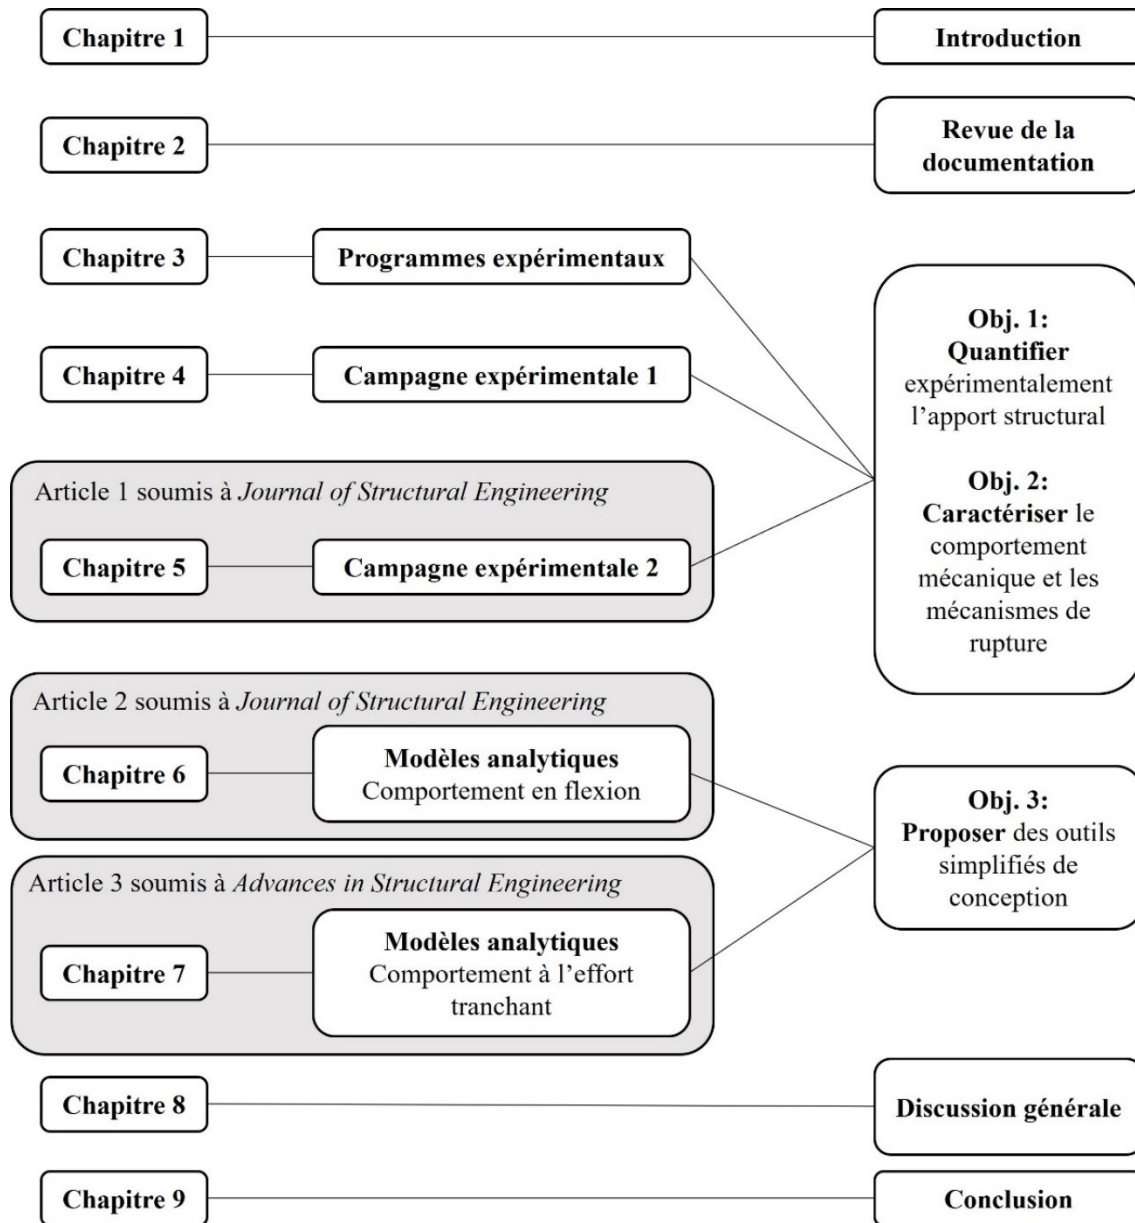 Chapitre 1
Introduction
Chapitre 2
Revue de la
documentation
Chapitre 3
Programmes expérimentaux
Chapitre 4
Campagne expérimentale 1
Article 1 soumis à Journal of Structural Engineering
Chapitre 5
Campagne expérimentale 2
Obj. 1:
Quantifier
expérimentalement
l’apport structural
Obj. 2:
Caractériser le
comportement
mécanique et les
mécanismes de
rupture
Article 2 soumis à Journal of Structural Engineering
Chapitre 6
Modèles analytiques
Comportement en flexion
Article 3 soumis à Advances in Structural Engineering
Chapitre 7
Modèles analytiques
Comportement à l’effort
tranchant
Obj. 3:
Proposer des outils
simplifiés de
conception
Chapitre 8
Discussion générale
Chapitre 9
Conclusion